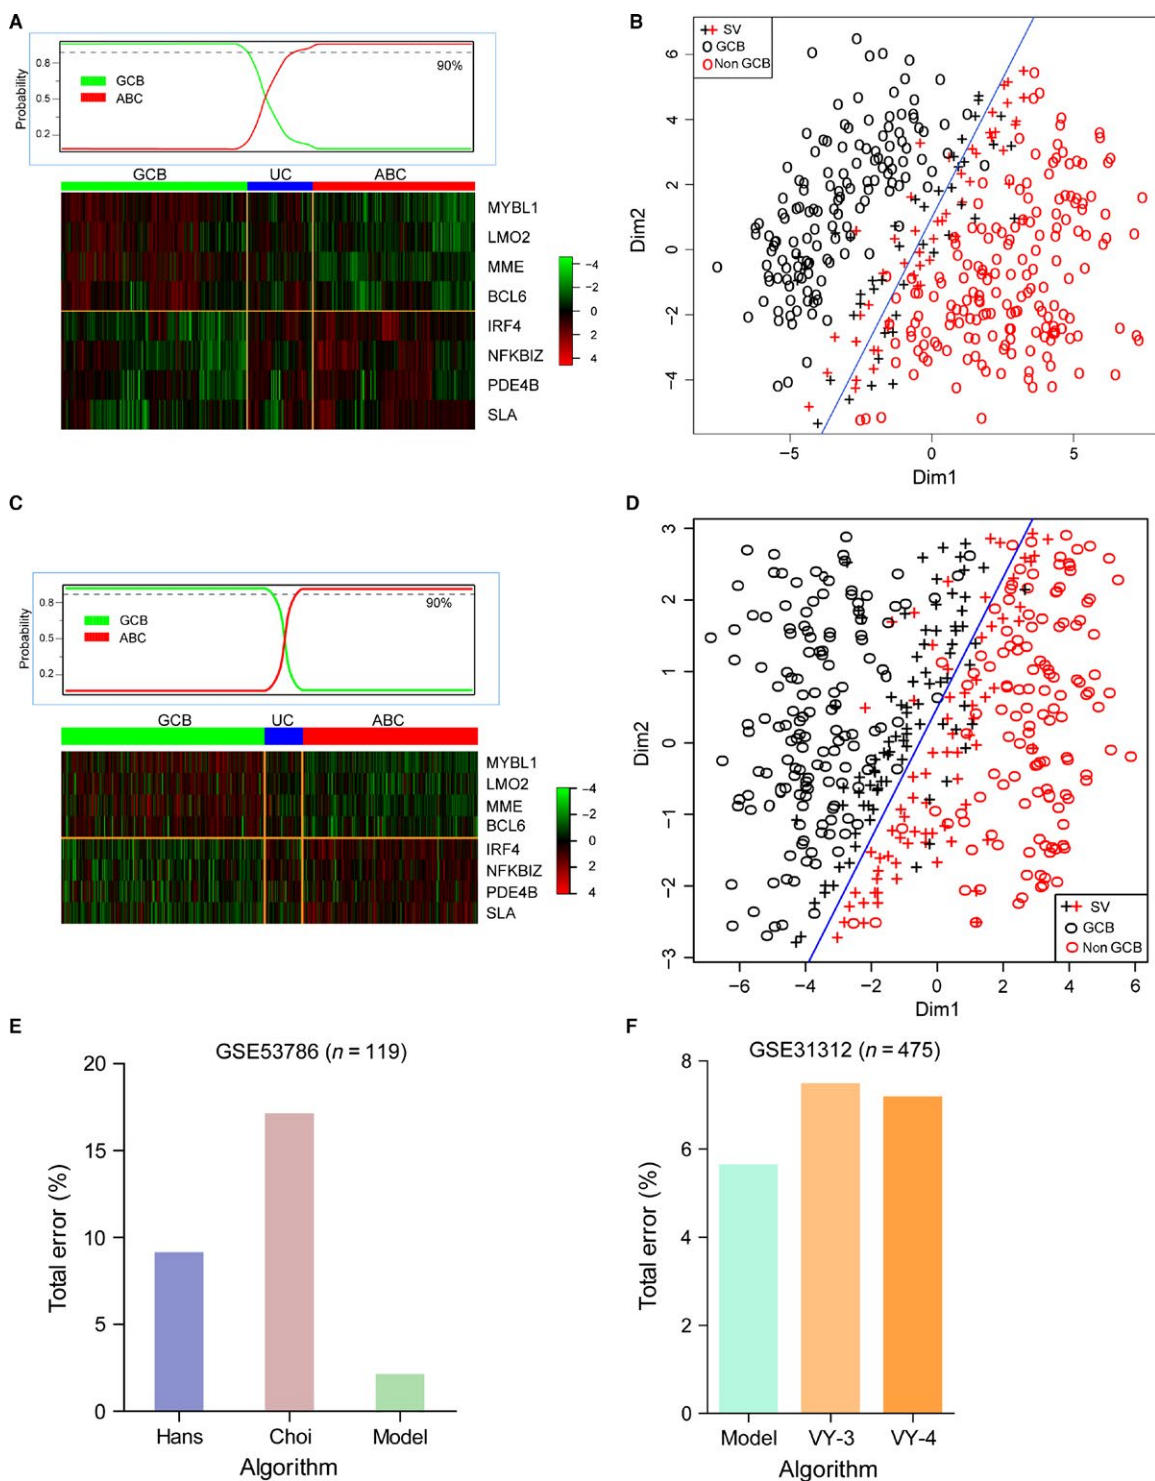 A
Probability
0.8
0.5
0.2
GCB
ABC
90%
GCB UC ABC
MYBL1
LMO2
MME
BCL6
IRF4
NFKBIZ
PDE4B
SLA
−4
−2
0
2
4
B
SV
GCB
Non GCB
Dim2
6
4
2
0
−2
−4
−5 0 5
Dim1
C
Probability
0.8
0.5
0.2
GCB
ABC
90%
GCB UC ABC
MYBL1
LMO2
MME
BCL6
IRF4
NFKBIZ
PDE4B
SLA
−4
−2
0
2
4
D
Dim2
3
2
1
0
−1
−2
−3
SV
GCB
Non GCB
−6 −4 −2 0 2 4 6
Dim1
E
GSE53786 (n = 119)
Total error (%)
20
15
10
5
0
Hans Choi Model
Algorithm
F
GSE31312 (n = 475)
Total error (%)
8
6
4
2
0
Model VY-3 VY-4
Algorithm